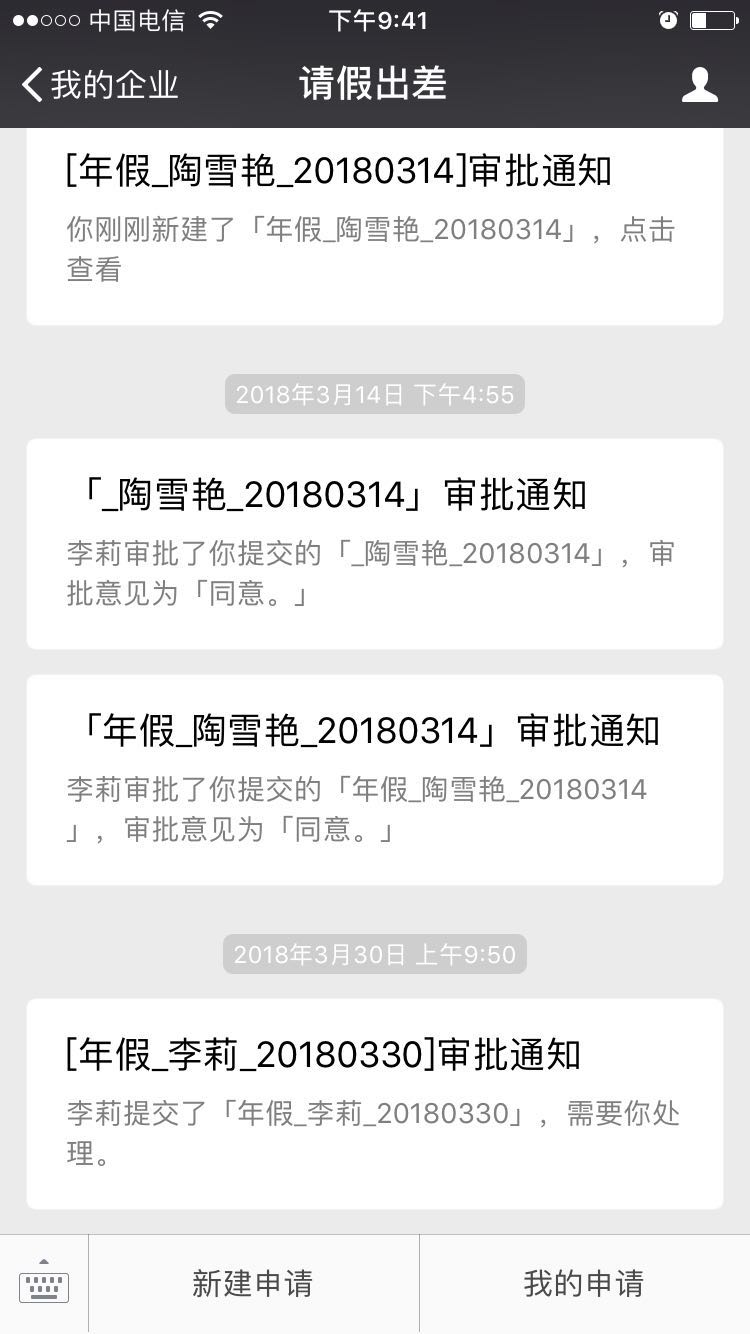 中国电信 下午9:41
我的企业 请假出差
[年假_陶雪艳_20180314]审批通知
你刚刚新建了「年假_陶雪艳_20180314」，点击
查看
2018年3月14日 下午4:55
「_陶雪艳_20180314」审批通知
李莉审批了你提交的「_陶雪艳_20180314」，审
批意见为「同意。」
「年假_陶雪艳_20180314」审批通知
李莉审批了你提交的「年假_陶雪艳_20180314
」，审批意见为「同意。」
2018年3月30日 上午9:50
[年假_李莉_20180330]审批通知
李莉提交了「年假_李莉_20180330」，需要你处
理。
新建申请 我的申请